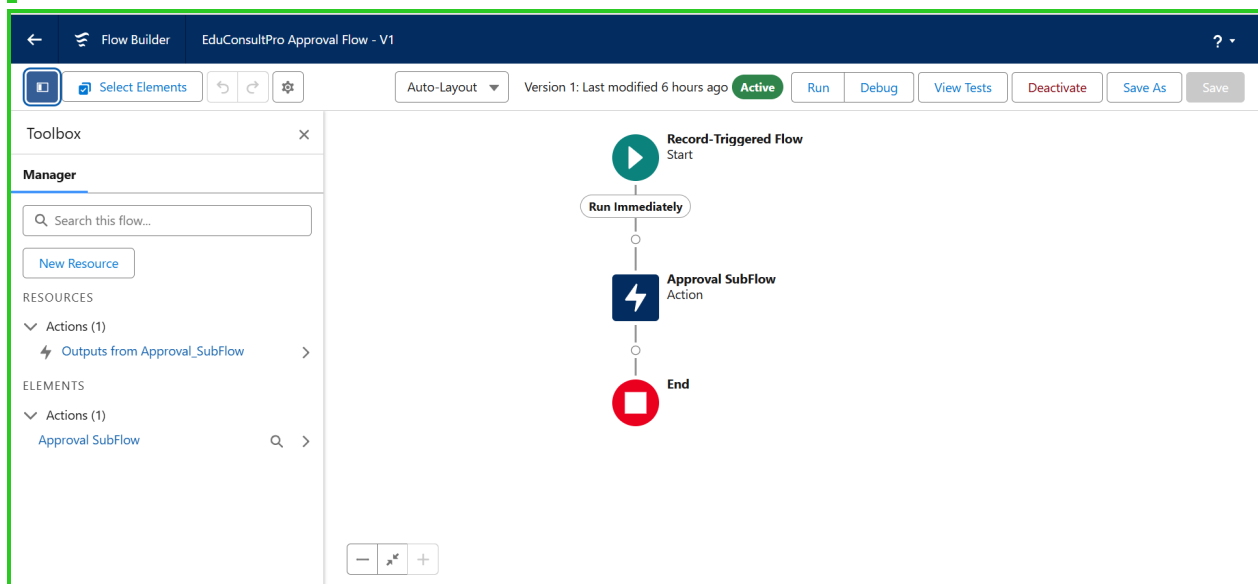 Flow Builder EduConsultPro Approval Flow - V1 ?
Select Elements Auto-Layout Version 1: Last modified 6 hours ago Active Run Debug View Tests Deactivate Save As Save
Toolbox
Manager
Search this flow...
New Resource
RESOURCES
Actions (1)
Outputs from Approval_SubFlow
ELEMENTS
Actions (1)
Approval SubFlow
Record-Triggered Flow
Start
Run Immediately
Approval SubFlow
Action
End